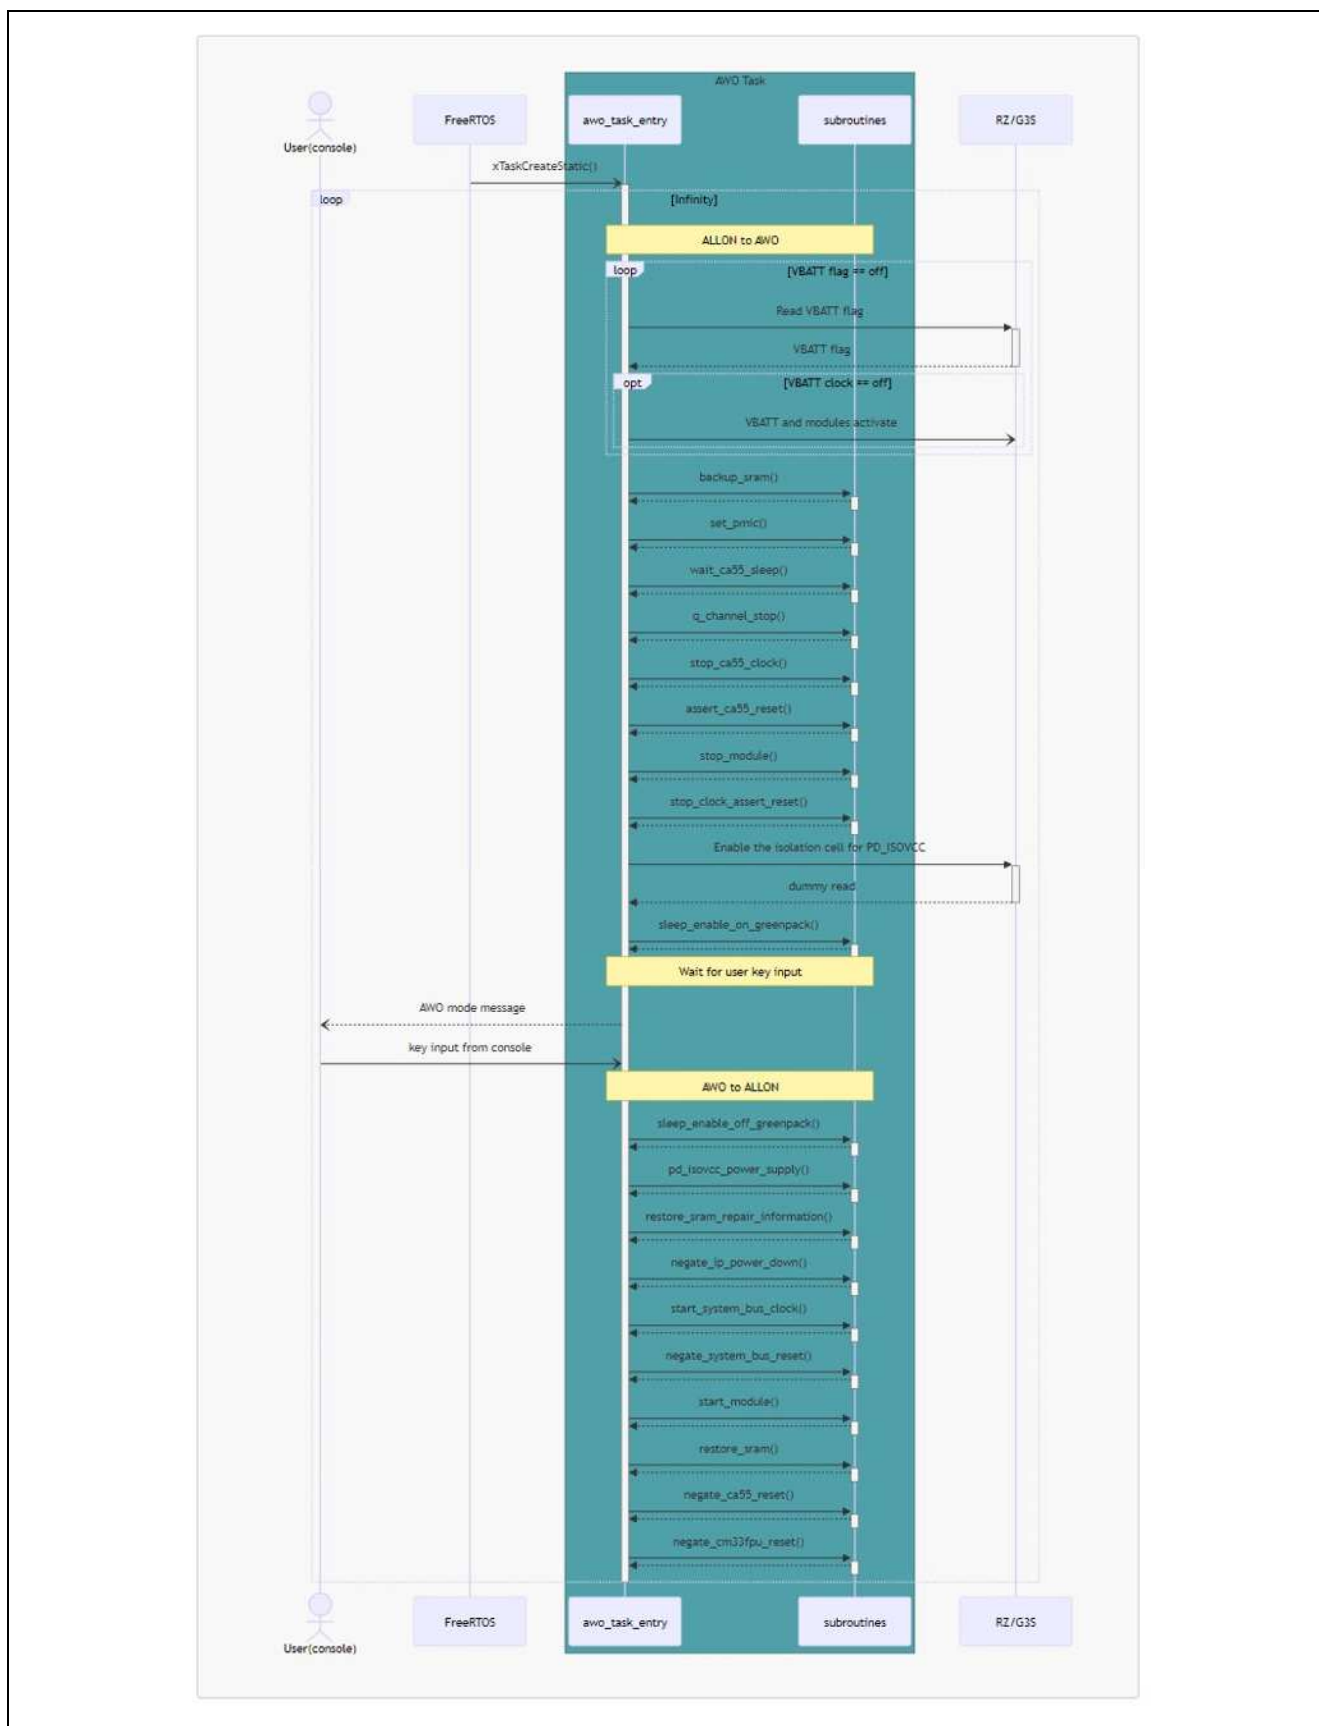 AWO Task
User(console)
FreeRTOS
awo_task_entry
subroutines
RZ/G3S
xTaskCreateStatic()
loop
[Infinity]
ALLON to AWO
loop
[VBATT flag == off]
Read VBATT flag
VBATT flag
opt
[VBATT clock == off]
VBATT and modules activate
backup_sram()
set_pmic()
wait_ca55_sleep()
q_channel_stop()
stop_ca55_clock()
assert_ca55_reset()
stop_module()
stop_clock_assert_reset()
Enable the isolation cell for PD_ISOVCC
dummy read
sleep_enable_on_greenpack()
Wait for user key input
AWO mode message
key input from console
AWO to ALLON
sleep_enable_off_greenpack()
pd_isovcc_power_supply()
restore_sram_repair_information()
negate_ip_power_down()
start_system_bus_clock()
negate_system_bus_reset()
start_module()
restore_sram()
negate_ca55_reset()
negate_cm33fpu_reset()
User(console)
FreeRTOS
awo_task_entry
subroutines
RZ/G3S